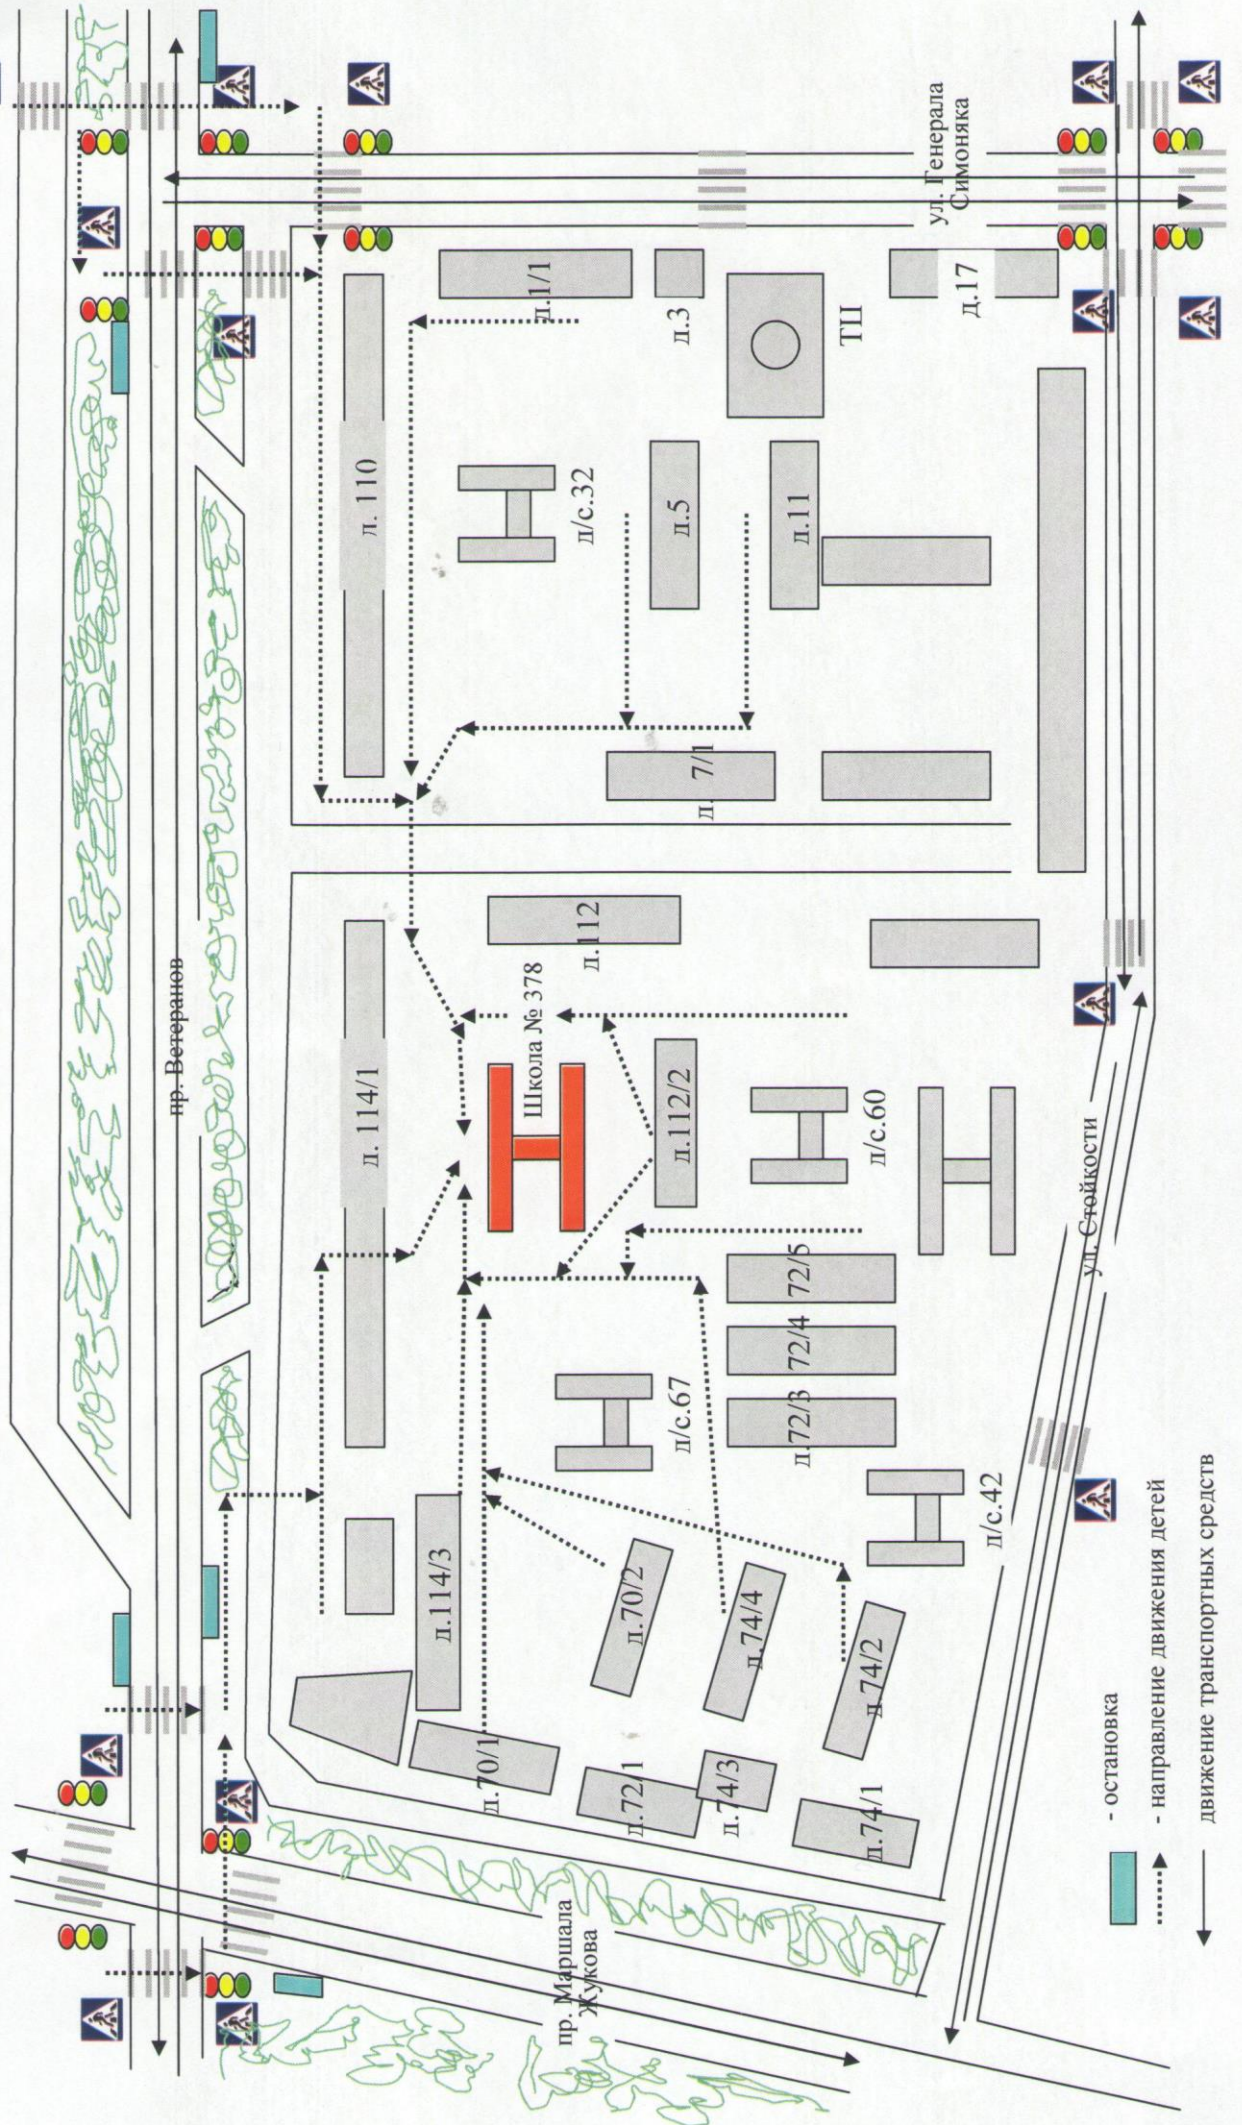 пр. Ветеранов
д. 114/1
д. 110
д.114/3
д.70/1
Школа № 378
д.1/1
пр. Маршала
Жукова
д.112
д/с.32
д.72/1
д.70/2
д/с.67
д.112/2
д.3
д.5
д. 7/1
д.74/3
д.74/4
д.72/3
72/4
72/5
д.11
ТЦ
д.74/1
д.74/2
д/с.60
ул. Генерала
Симоняка
д/с.42
д.17
ул. Стойкости
- остановка
- направление движения детей
движение транспортных средств